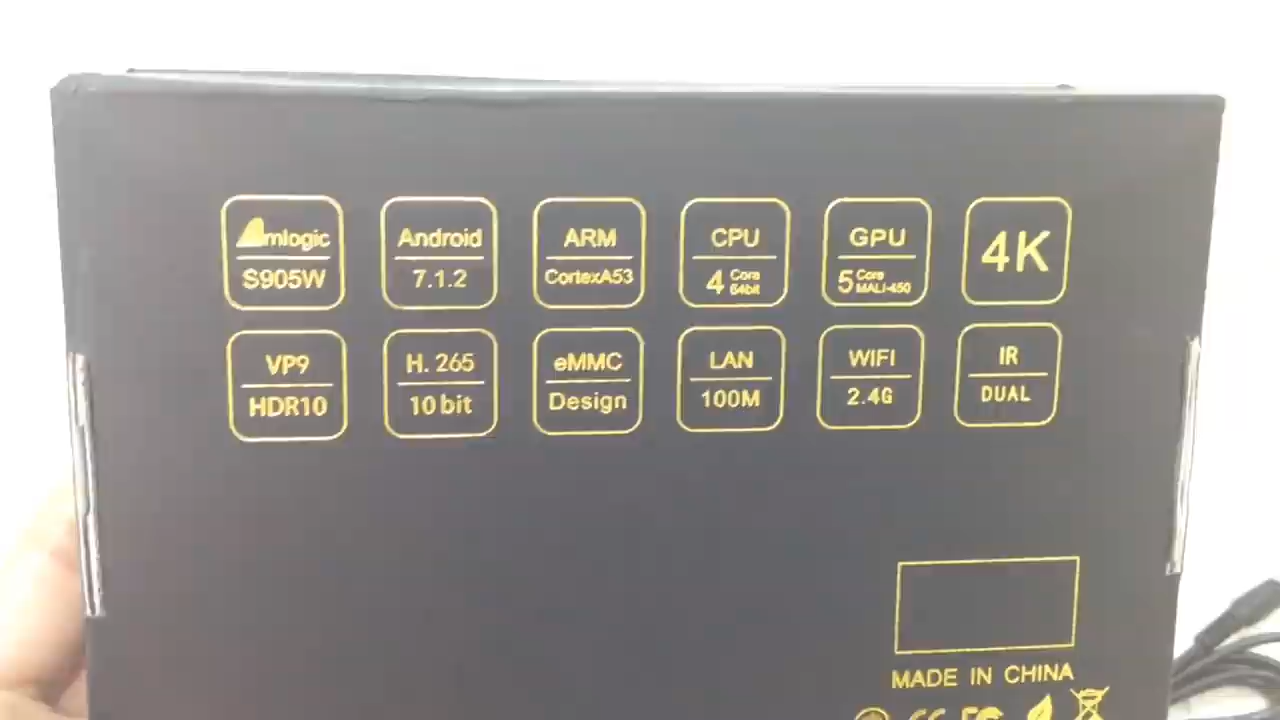 Amlogic
S905W
Android
7.1.2
ARM
CortexA53
CPU
4 Core 64bit
GPU
5 Core MALI-450
4K
VP9
HDR10
H. 265
10 bit
eMMC
Design
LAN
100M
WIFI
2.4G
IR
DUAL
MADE IN CHINA